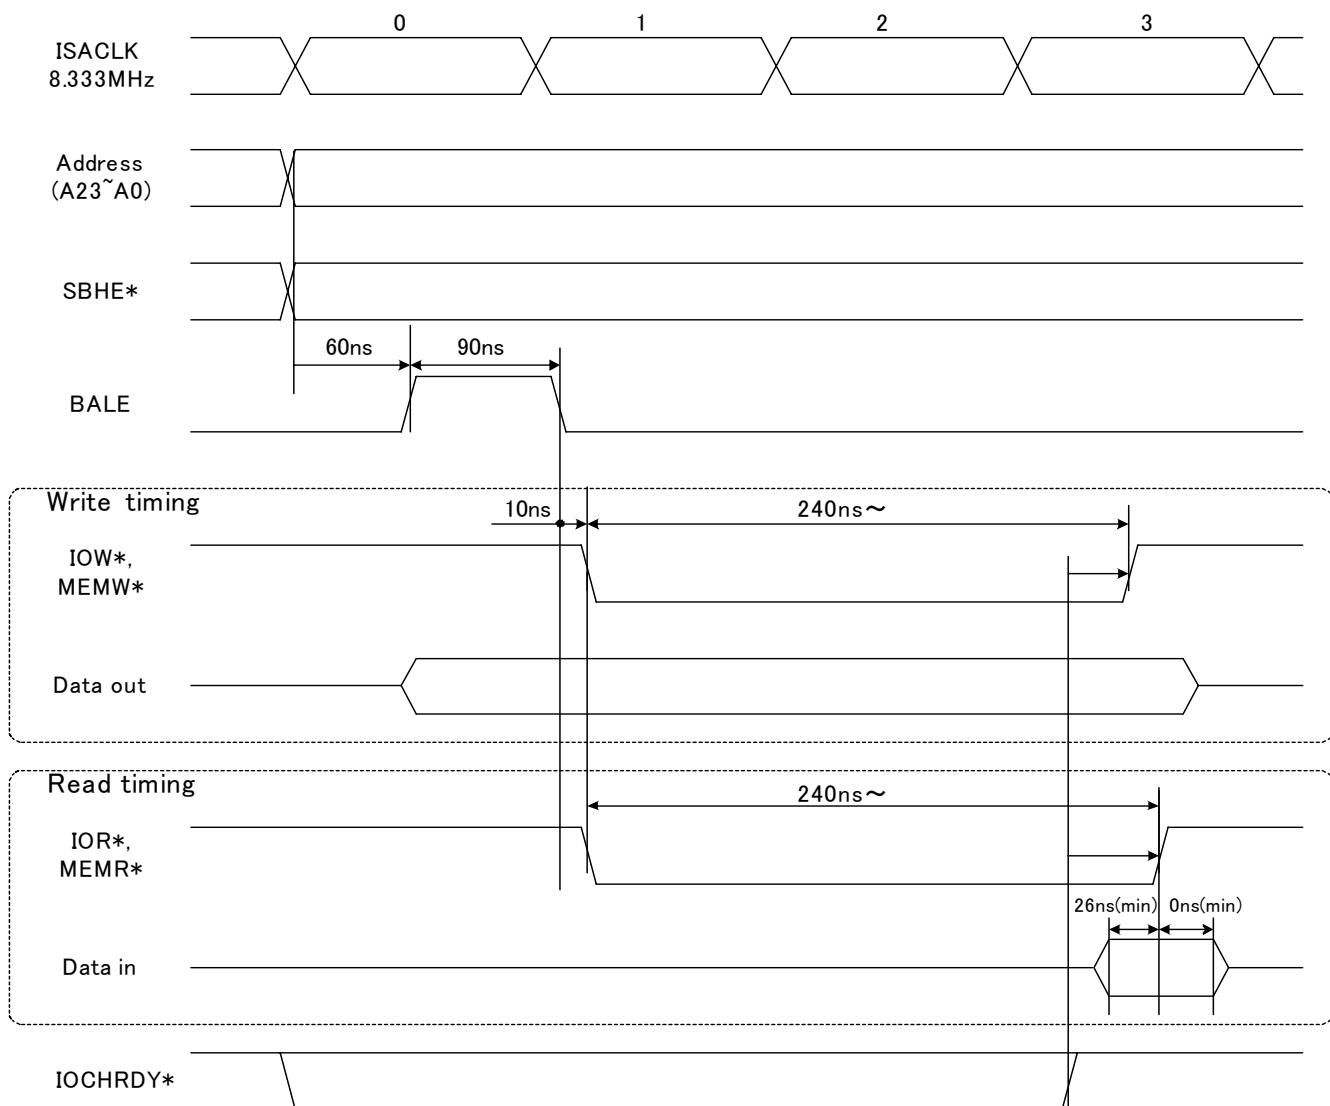 0 1 2 3
ISACLK
8.333MHz
Address
(A23~A0)
SBHE*
60ns 90ns
BALE
Write timing
10ns 240ns～
IOW*,
MEMW*
Data out
Read timing
240ns～
IOR*,
MEMR*
26ns(min) 0ns(min)
Data in
IOCHRDY*